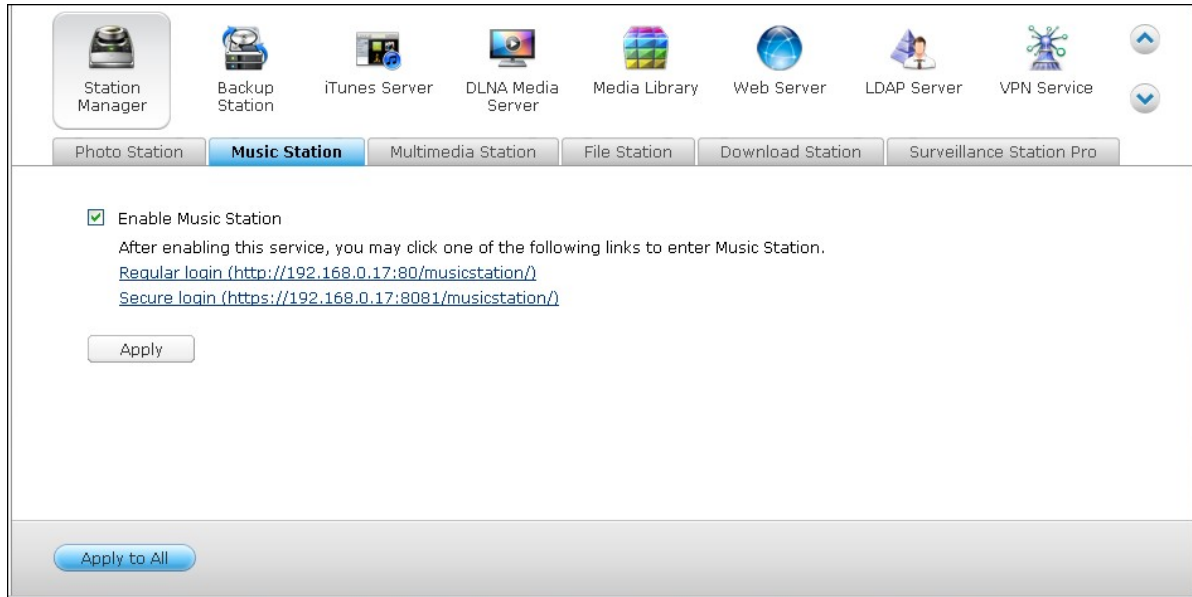 Station Manager
Backup Station
iTunes Server
DLNA Media Server
Media Library
Web Server
LDAP Server
VPN Service
Photo Station
Music Station
Multimedia Station
File Station
Download Station
Surveillance Station Pro
Enable Music Station
After enabling this service, you may click one of the following links to enter Music Station.
Regular login (http://192.168.0.17:80/musicstation/)
Secure login (https://192.168.0.17:8081/musicstation/)
Apply
Apply to All